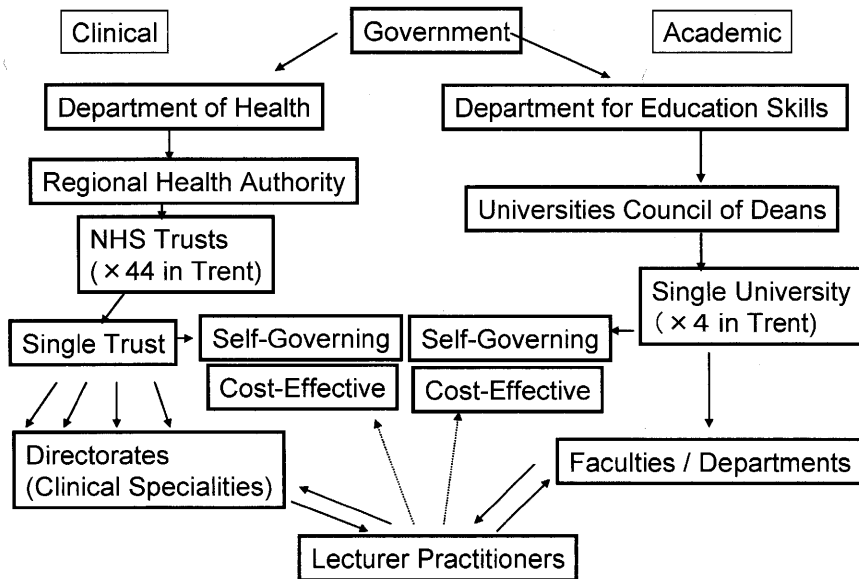 Clinical
Government
Academic
Department of Health
Department for Education Skills
Regional Health Authority
Universities Council of Deans
NHS Trusts
(×44 in Trent)
Single University
(×4 in Trent)
Single Trust
Self-Governing
Self-Governing
Cost-Effective
Cost-Effective
Directorates
(Clinical Specialities)
Faculties / Departments
Lecturer Practitioners